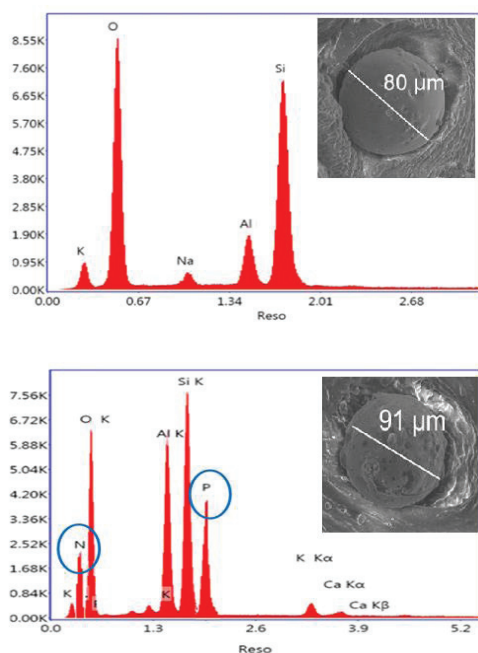 8.55K
7.60K
6.65K
5.70K
4.75K
3.80K
2.85K
1.90K
0.95K
0.00K
O
Si
K
Na
Al
0.00 0.67 1.34 2.01 2.68
Reso
80 µm
7.56K
6.72K
5.88K
5.04K
4.20K
3.36K
2.52K
1.68K
0.84K
0.00K
Si K
O K
Al K
P
N
K
K
K Kα
Ca Kα
Ca Kβ
0.0 1.3 2.6 3.9 5.2
Reso
91 µm